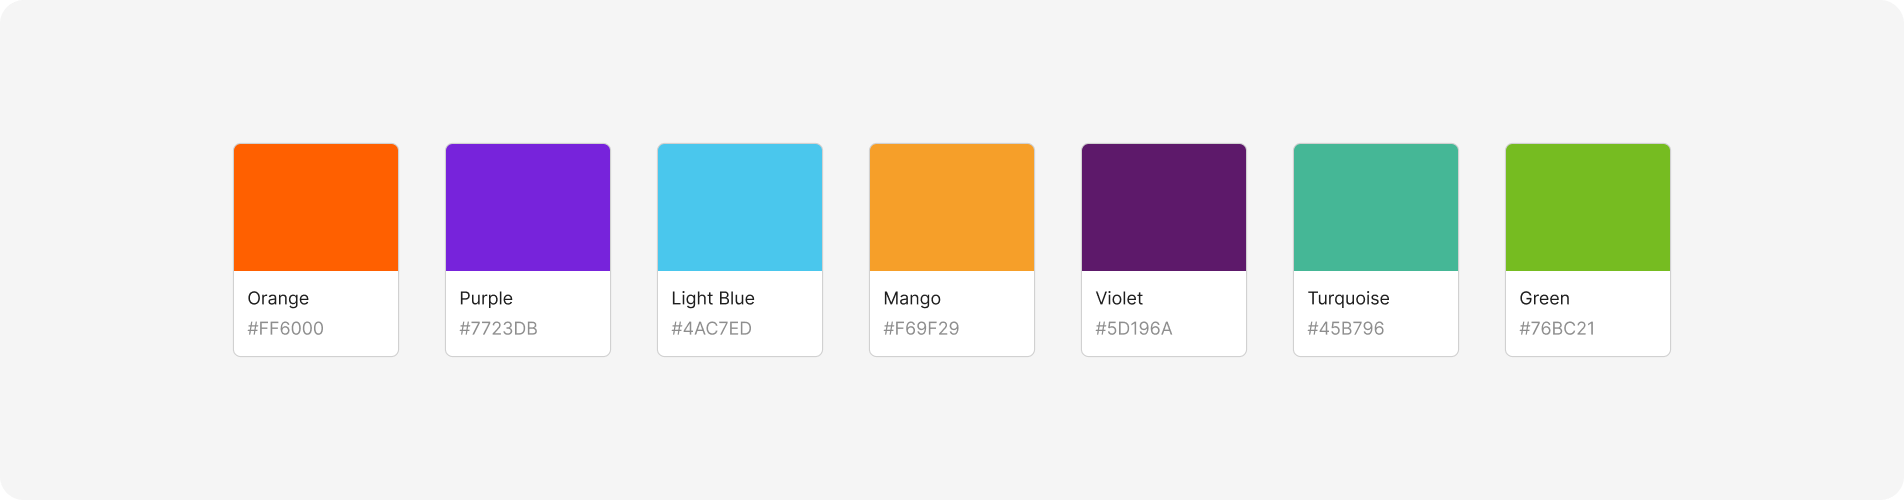 Orange
#FF6000
Purple
#7723DB
Light Blue
#4AC7ED
Mango
#F69F29
Violet
#5D196A
Turquoise
#45B796
Green
#76BC21